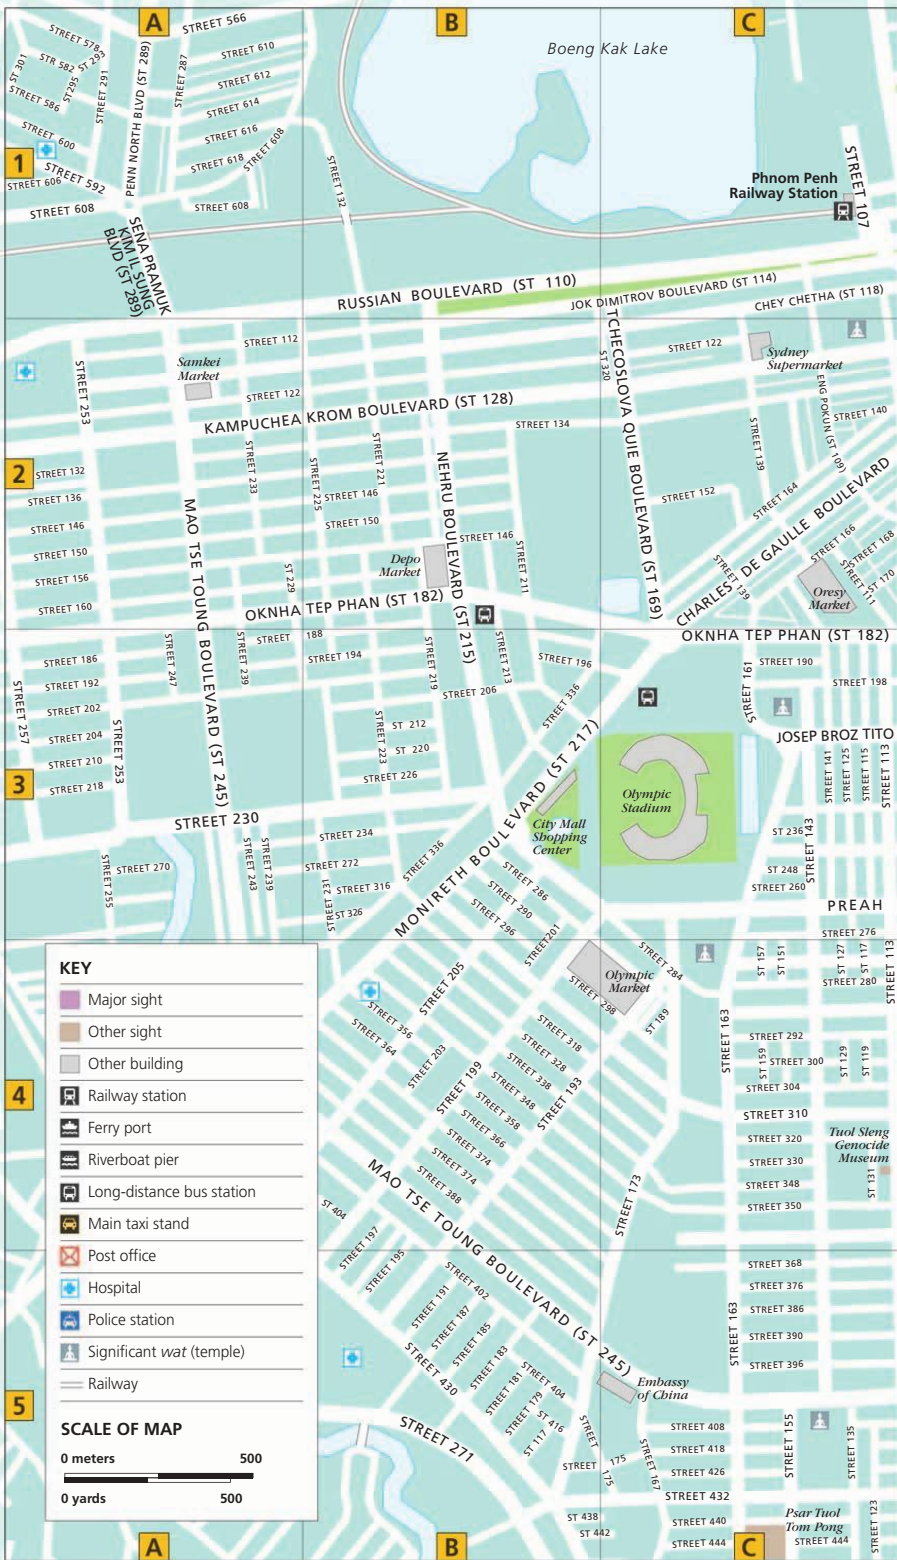 A
B
C
STREET 566
STREET 578
STR 582
ST 293
ST 301
ST295
STREET 586
STREET 291
PENN NORTH BLVD (ST 289)
STREET 287
STREET 610
STREET 612
STREET 614
STREET 616
STREET 618
STREET 608
STREET 600
1
STREET 592
STREET 606
STREET 608
STREET 608
STREET 132
SENA PRAMUK
KIM IL SUNG
BLVD (ST 289)
Boeng Kak Lake
Phnom Penh
Railway Station
STREET 107
RUSSIAN BOULEVARD (ST 110)
JOK DIMITROV BOULEVARD (ST 114)
CHEY CHETHA (ST 118)
STREET 112
Samkei
Market
STREET 253
STREET 122
KAMPUCHEA KROM BOULEVARD (ST 128)
TCHECOSLOVA QUIE BOULEVARD (ST 169)
ST 320
STREET 122
Sydney
Supermarket
ENG POKUN (ST 109)
STREET 140
STREET 134
STREET 139
2
STREET 132
STREET 136
STREET 146
STREET 150
STREET 156
STREET 160
STREET 233
STREET 225
STREET 221
STREET 146
STREET 150
NEHRU BOULEVARD (ST 215)
STREET 152
STREET 164
CHARLES DE GAULLE BOULEVARD
STREET 166
STREET 168
ST 170
STREET 111
STREET 139
Oresy
Market
MAO TSE TOUNG BOULEVARD (ST 245)
Depo
Market
STREET 146
STREET 211
ST 229
OKNHA TEP PHAN (ST 182)
OKNHA TEP PHAN (ST 182)
STREET 188
STREET 186
STREET 192
STREET 202
STREET 204
STREET 210
STREET 218
STREET 257
STREET 253
STREET 247
STREET 239
STREET 194
STREET 219
STREET 213
STREET 196
STREET 206
STREET 336
STREET 161
STREET 190
STREET 198
JOSEP BROZ TITO
STREET 141
STREET 125
STREET 115
STREET 113
ST 212
ST 220
STREET 223
STREET 226
3
STREET 230
STREET 234
MONIRETH BOULEVARD (ST 217)
City Mall
Shopping
Center
Olympic
Stadium
ST 236
STREET 143
ST 248
STREET 260
STREET 270
STREET 255
STREET 243
STREET 239
STREET 272
STREET 231
STREET 316
ST 326
STREET 336
STREET 286
STREET 290
STREET 296
STREET201
PREAH
STREET 276
STREET 284
Olympic
Market
STREET 298
ST 189
ST 157
ST 151
ST 127
ST 117
STREET 113
STREET 280
STREET 205
STREET 356
STREET 364
STREET 203
STREET 199
STREET 318
STREET 328
STREET 338
STREET 348
STREET 358
STREET 366
STREET 374
STREET 374
STREET 388
STREET 193
STREET 163
STREET 292
ST 159
STREET 300
ST 129
ST 119
STREET 304
STREET 310
STREET 320
STREET 330
STREET 348
STREET 350
Tuol Sleng
Genocide
Museum
ST 131
4
MAO TSE TOUNG BOULEVARD (ST 245)
STREET 173
ST 404
STREET 197
STREET 195
STREET 191
STREET 402
STREET 187
STREET 185
STREET 183
STREET 181
STREET 179
STREET 404
ST 416
ST 117
STREET 430
STREET 271
STREET 368
STREET 376
STREET 386
STREET 390
STREET 396
STREET 163
Embassy
of China
5
STREET 408
STREET 418
STREET 426
STREET 432
STREET 440
STREET 444
STREET 155
STREET 135
STREET 123
STREET
175
STREET 175
STREET 167
ST 438
ST 442
Psar Tuol
Tom Pong
STREET 444
KEY
Major sight
Other sight
Other building
Railway station
Ferry port
Riverboat pier
Long-distance bus station
Main taxi stand
Post office
Hospital
Police station
Significant wat (temple)
Railway
SCALE OF MAP
0 meters 500
0 yards 500
A
B
C